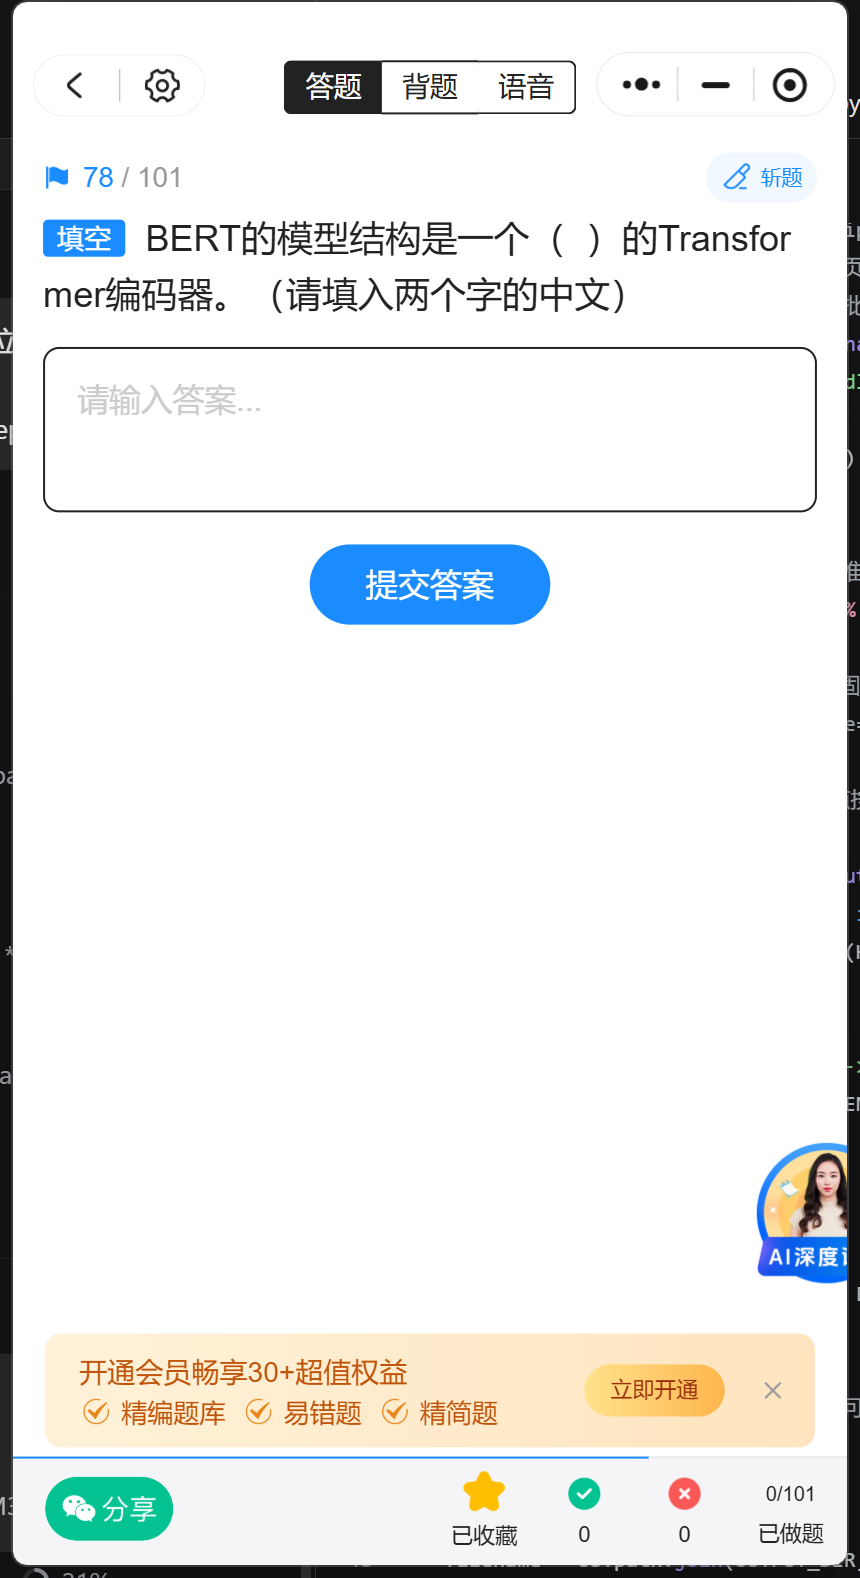 答题
背题
语音
78 / 101
斩题
填空 BERT的模型结构是一个（ ）的Transfor
mer编码器。（请填入两个字的中文）
请输入答案...
提交答案
AI深度
开通会员畅享30+超值权益
精编题库 易错题 精简题
立即开通
分享
已收藏
0
0
0/101
已做题